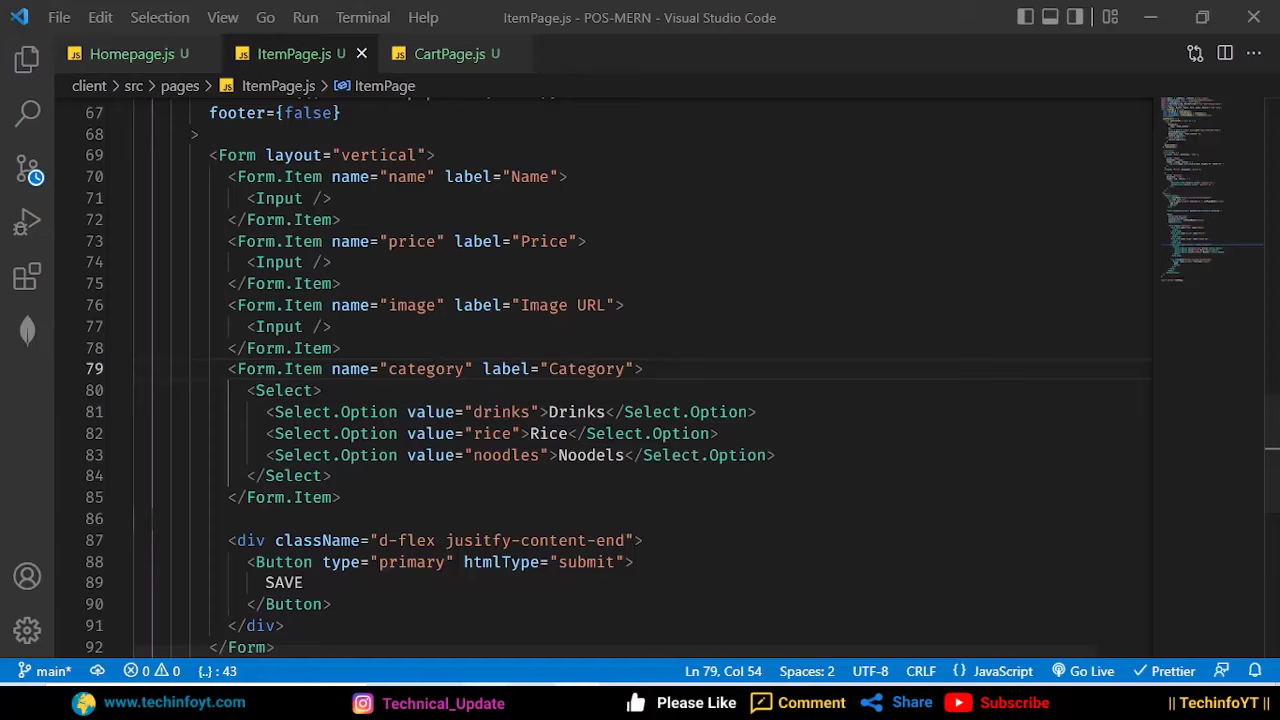 File Edit Selection View Go Run Terminal Help ItemPage.js - POS-MERN - Visual Studio Code
JS Homepage.js U JS ItemPage.js U JS CartPage.js U
client > src > pages > JS ItemPage.js > ItemPage
67 footer={false}
68 >
69 <Form layout="vertical">
70 <Form.Item name="name" label="Name">
71 <Input />
72 </Form.Item>
73 <Form.Item name="price" label="Price">
74 <Input />
75 </Form.Item>
76 <Form.Item name="image" label="Image URL">
77 <Input />
78 </Form.Item>
79 <Form.Item name="category" label="Category">
80 <Select>
81 <Select.Option value="drinks">Drinks</Select.Option>
82 <Select.Option value="rice">Rice</Select.Option>
83 <Select.Option value="noodles">Noodels</Select.Option>
84 </Select>
85 </Form.Item>
86
87 <div className="d-flex jusitfy-content-end">
88 <Button type="primary" htmlType="submit">
89 SAVE
90 </Button>
91 </div>
92 </Form>
main* 0 0 {..} : 43 Ln 79, Col 54 Spaces: 2 UTF-8 CRLF {} JavaScript Go Live Prettier
www.techinfoyt.com Technical_Update Please Like Comment Share Subscribe || TechinfoYT ||